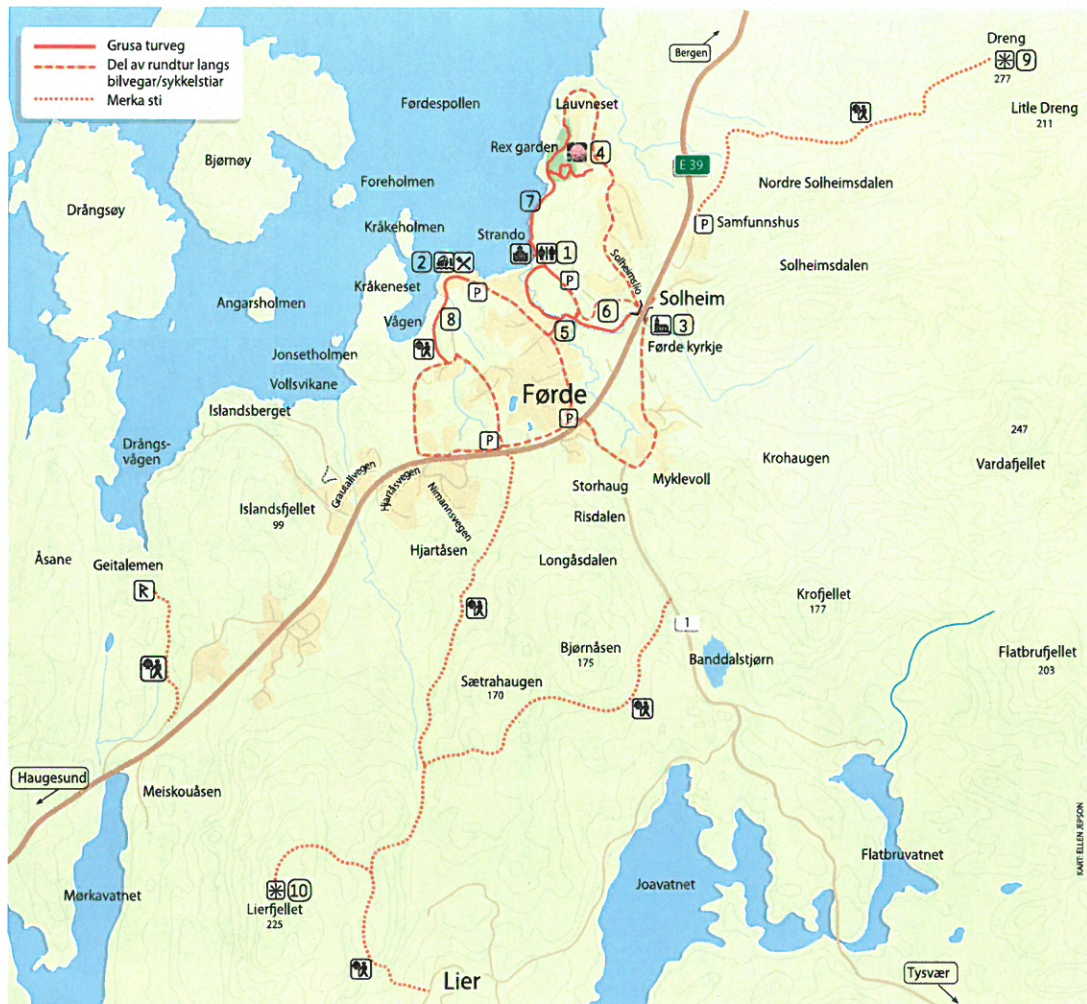 Grusa turveg
Del av rundtur langs
bilvegar/sykkelstiar
Merka sti
Bergen
Dreng
9
277
Litle Dreng
211
Førdespollen
Lauvneset
Rex garden
4
Bjørnøy
E 39
Foreholmen
7
Nordre Solheimsdalen
Drångsøy
Kråkeholmen
Strando
P
Samfunnshus
2
1
Solheimslio
Solheimsdalen
Kråkeneset
P
P
Angarsholmen
6
Solheim
Vågen
8
5
3
Førde kyrkje
Jonsetholmen
Vollsvikane
Førde
Islandsberget
P
P
Drångs-
vågen
247
Krohaugen
Vardafjellet
Grautallvegen
Hjartåsvegen
Nimannsvegen
Myklevoll
Storhaug
Islandsfjellet
99
Risdalen
Hjartåsen
Longåsdalen
Åsane
Geitalemen
R
Krofjellet
177
1
Bjørnåsen
175
Banddalstjørn
Flatbrufjellet
203
Sætrahaugen
170
Haugesund
Meiskouåsen
KART: ELLEN JEPSON
Flatbruvatnet
Mørkavatnet
10
Lierfjellet
225
Joavatnet
Lier
Tysvær